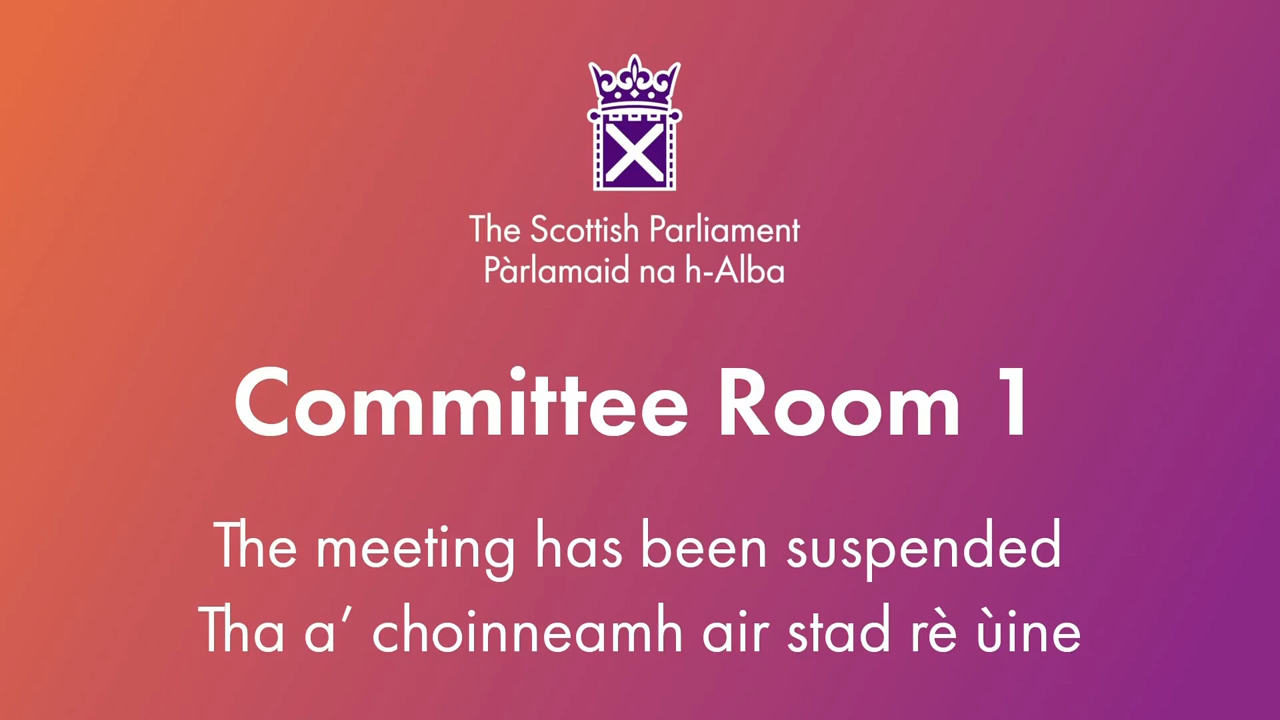 The Scottish Parliament
Pàrlamaid na h-Alba
Committee Room 1
The meeting has been suspended
Tha a’ choinneamh air stad rè ùine